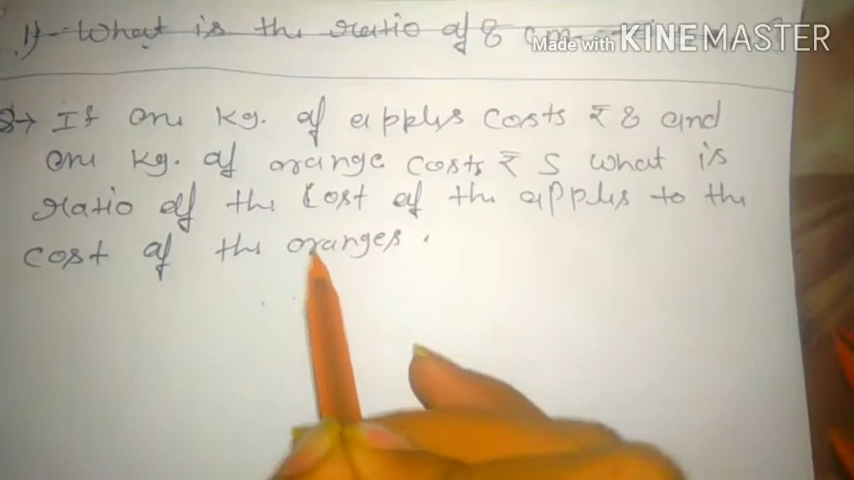 1) What is the ratio of 8 cm
Made with KINEMASTER
Q→ If one kg. of apples costs ₹ 8 and
one kg. of orange costs ₹ 5 what is
ratio of the cost of the apples to the
cost of the oranges.